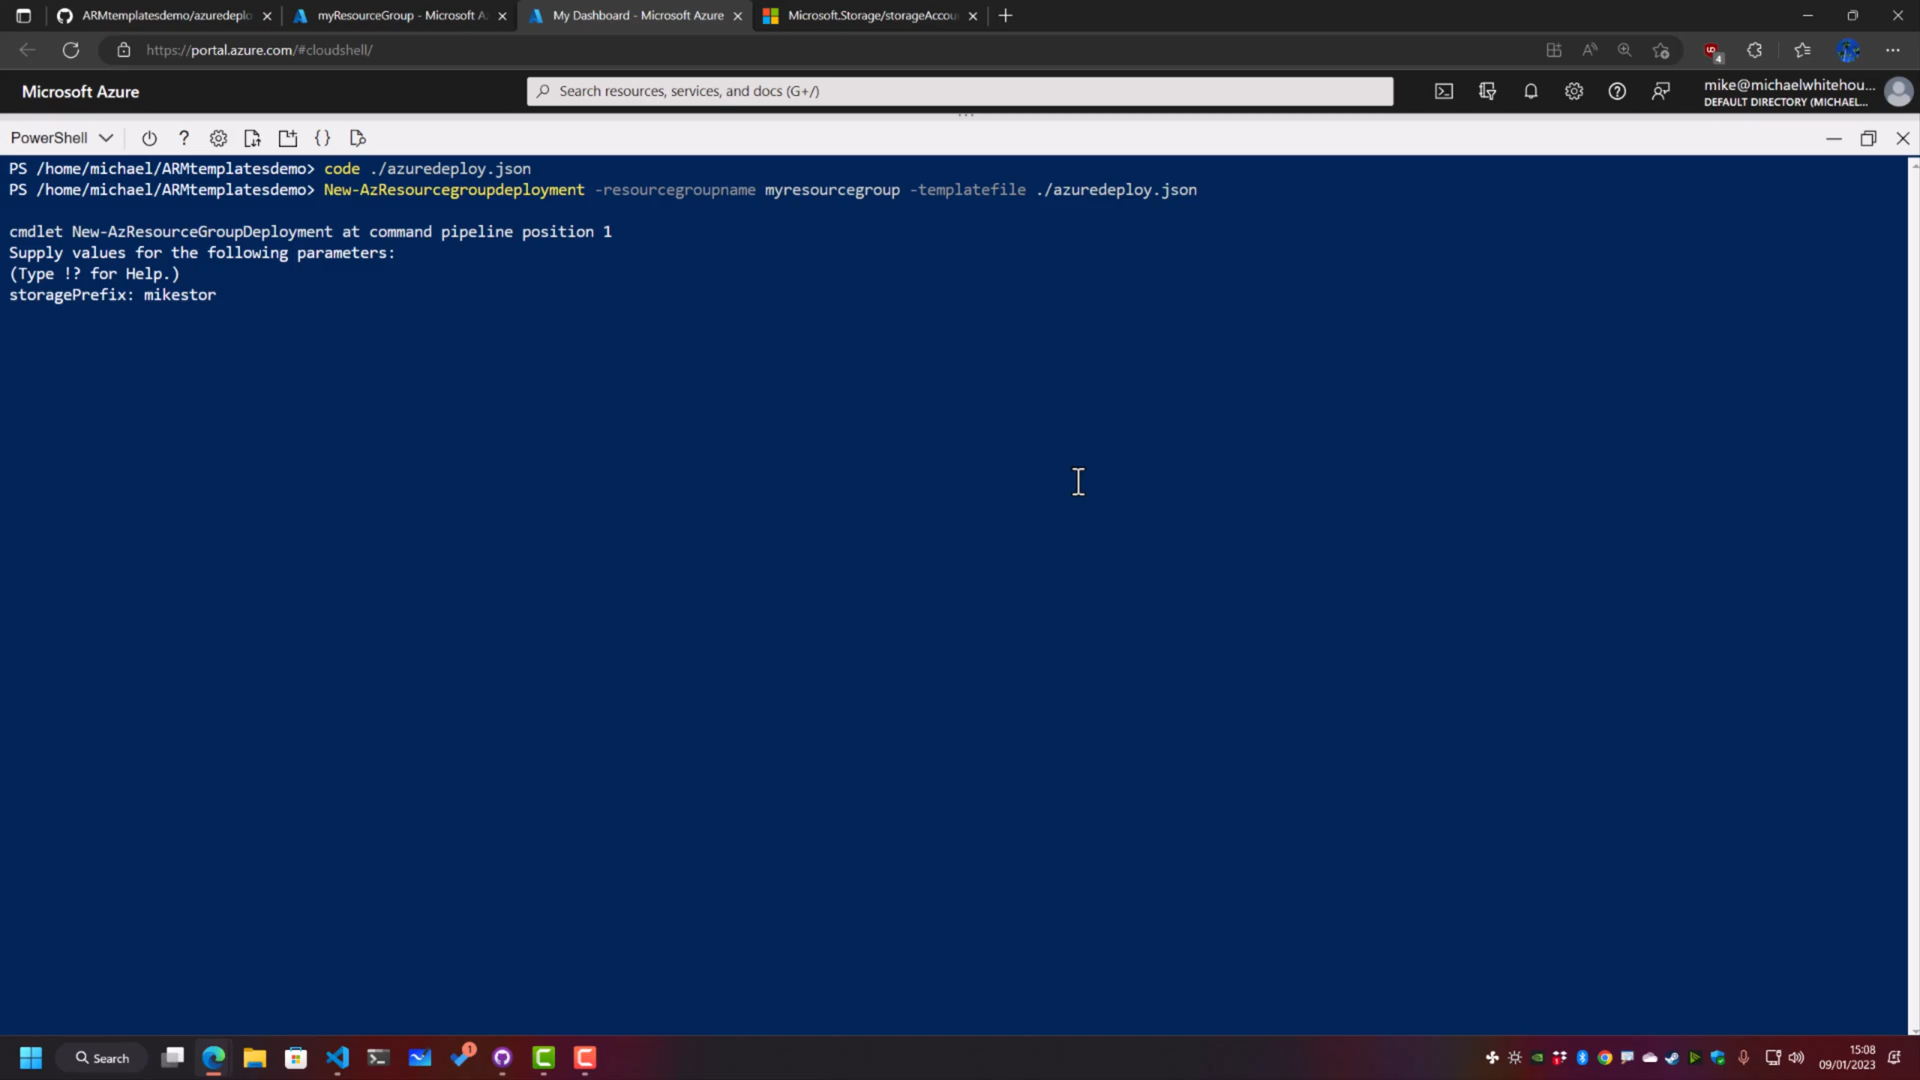 ARMtemplatesdemo/azuredeplo
myResourceGroup - Microsoft A
My Dashboard - Microsoft Azure
Microsoft.Storage/storageAccou
https://portal.azure.com/#cloudshell/
4
Microsoft Azure
Search resources, services, and docs (G+/)
mike@michaelwhitehou...
DEFAULT DIRECTORY (MICHAEL...
PowerShell
PS /home/michael/ARMtemplatesdemo> code ./azuredeploy.json
PS /home/michael/ARMtemplatesdemo> New-AzResourcegroupdeployment -resourcegroupname myresourcegroup -templatefile ./azuredeploy.json
cmdlet New-AzResourceGroupDeployment at command pipeline position 1
Supply values for the following parameters:
(Type !? for Help.)
storagePrefix: mikestor
Search
1
15:08
09/01/2023